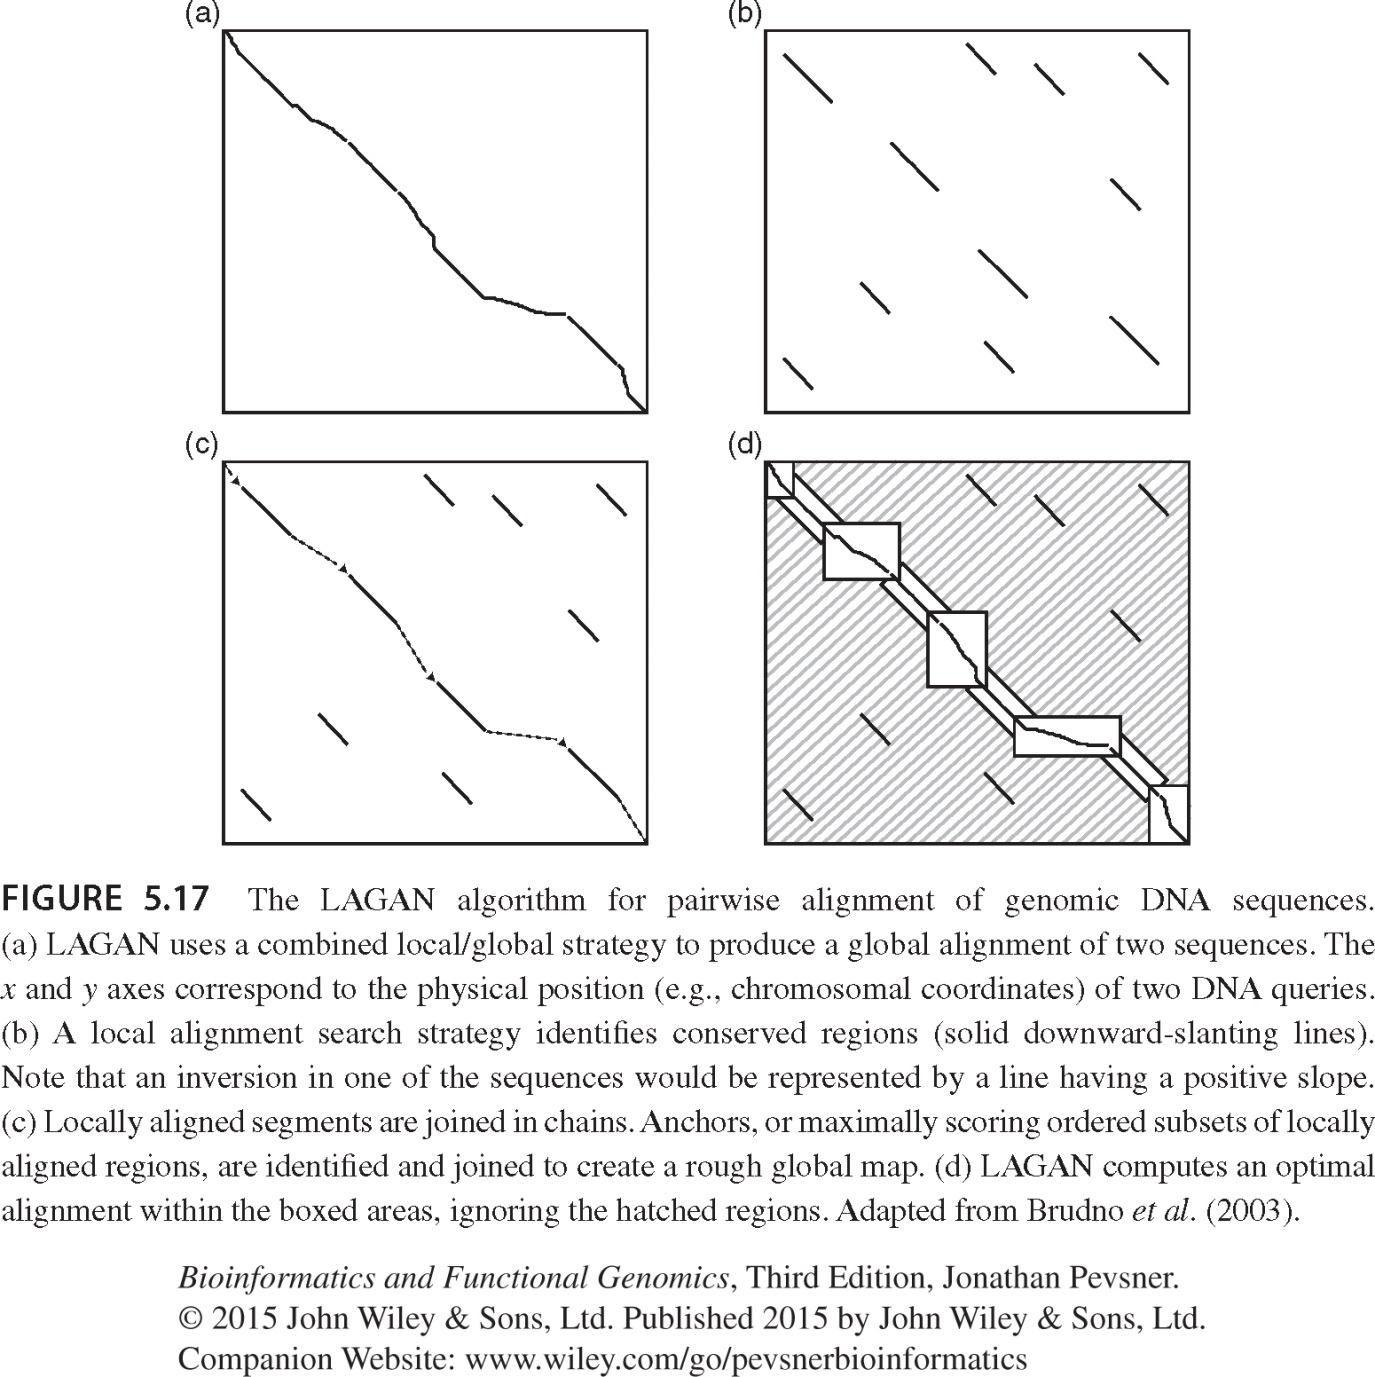 (a)
(b)
(c)
(d)
FIGURE 5.17 The LAGAN algorithm for pairwise alignment of genomic DNA sequences.
(a) LAGAN uses a combined local/global strategy to produce a global alignment of two sequences. The
x and y axes correspond to the physical position (e.g., chromosomal coordinates) of two DNA queries.
(b) A local alignment search strategy identifies conserved regions (solid downward-slanting lines).
Note that an inversion in one of the sequences would be represented by a line having a positive slope.
(c) Locally aligned segments are joined in chains. Anchors, or maximally scoring ordered subsets of locally
aligned regions, are identified and joined to create a rough global map. (d) LAGAN computes an optimal
alignment within the boxed areas, ignoring the hatched regions. Adapted from Brudno et al. (2003).
Bioinformatics and Functional Genomics, Third Edition, Jonathan Pevsner.
© 2015 John Wiley & Sons, Ltd. Published 2015 by John Wiley & Sons, Ltd.
Companion Website: www.wiley.com/go/pevsnerbioinformatics